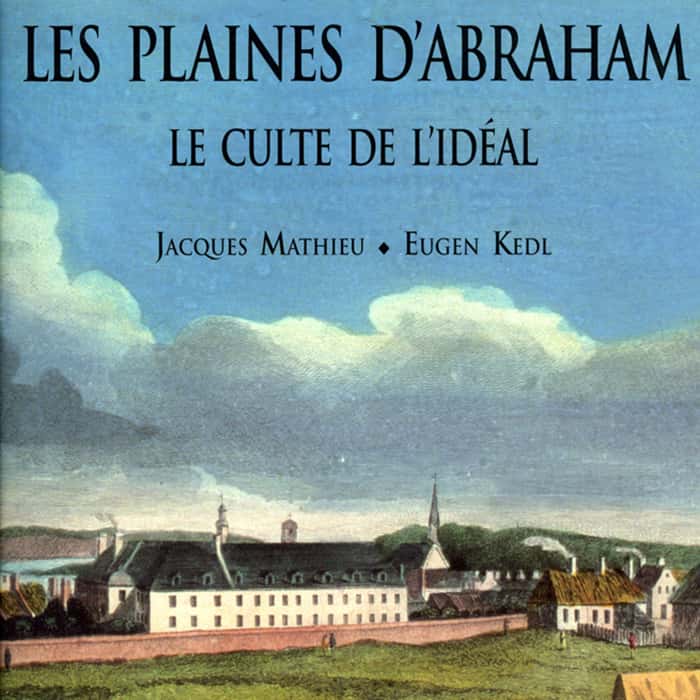 LES PLAINES D'ABRAHAM
LE CULTE DE L'IDÉAL
JACQUES MATHIEU ♦ EUGEN KEDL